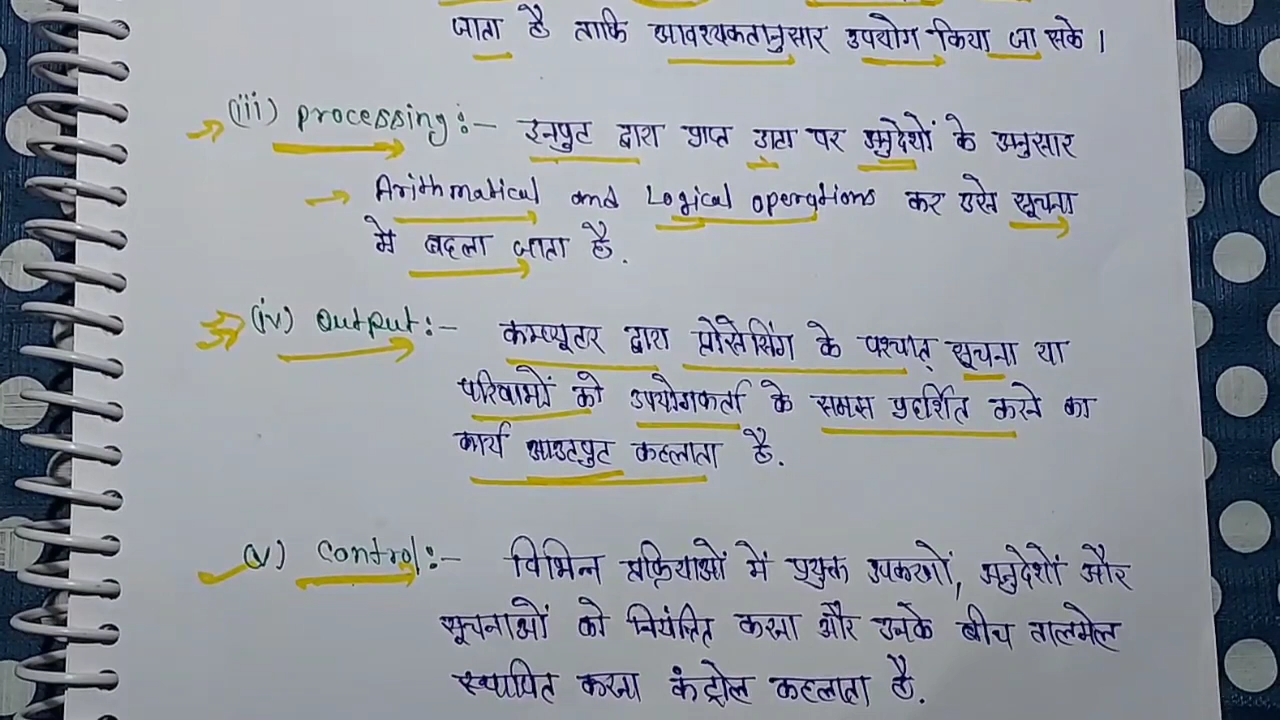 जाता है ताकि आवश्यकतानुसार उपयोग किया जा सके।
(iii) processing:- इनपुट द्वारा प्राप्त डाटा पर अनुदेशों के अनुसार
Arithmatical and Logical operations कर उसे सूचना
में बदला जाता है.
(iv) output:- कम्प्यूटर द्वारा प्रोसेसिंग के पश्चात् सूचना या
परिणामों को उपयोगकर्ता के समक्ष प्रदर्शित करने का
कार्य आउटपुट कहलाता है.
(v) control:- विभिन्न प्रक्रियाओं में प्रयुक्त उपकरणों, अनुदेशों और
सूचनाओं को नियंत्रित करना और उनके बीच तालमेल
स्थापित करना कंट्रोल कहलाता है.